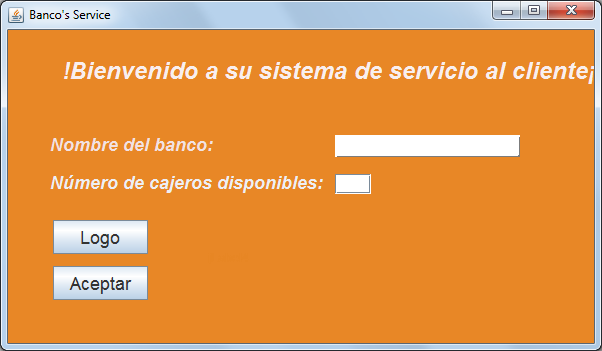 Banco's Service
!Bienvenido a su sistema de servicio al cliente¡
Nombre del banco:
Número de cajeros disponibles:
Logo
Aceptar